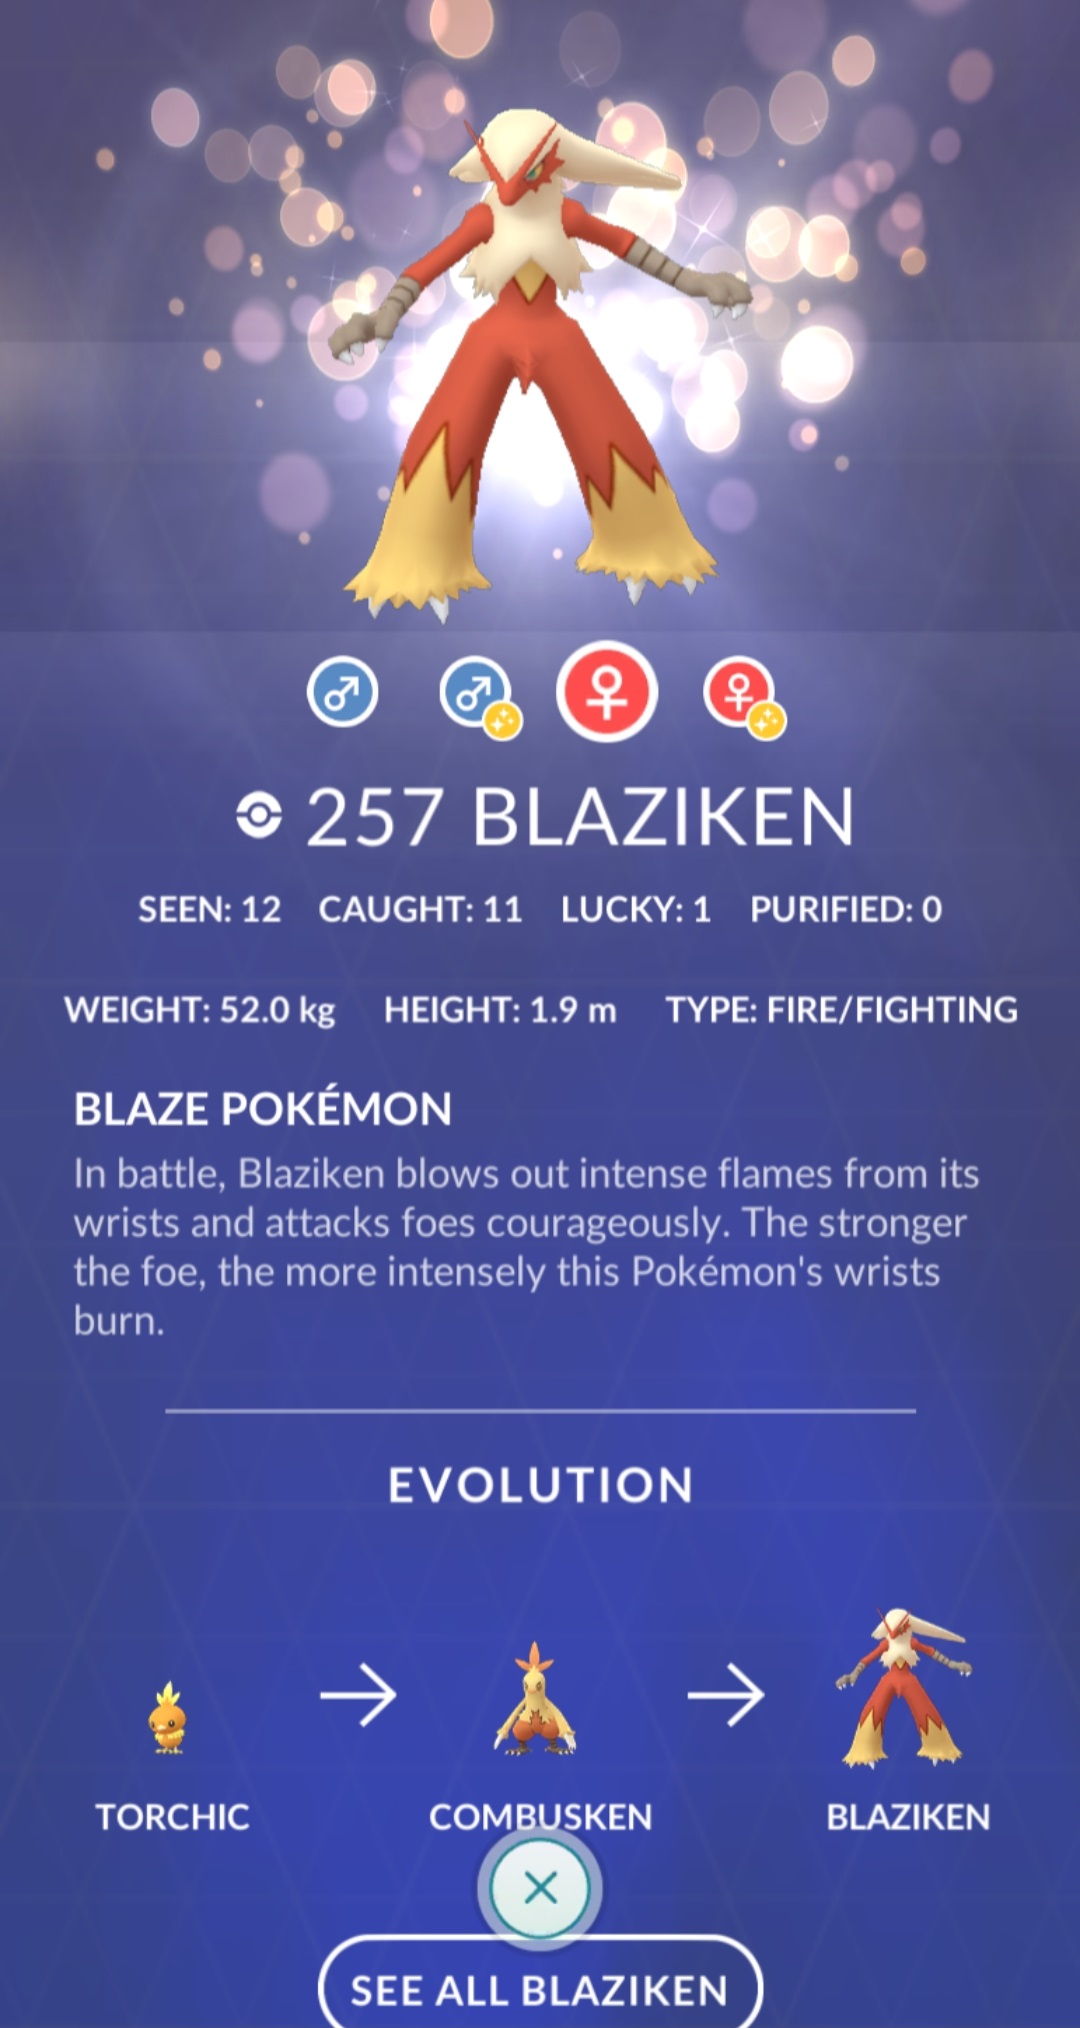 257 BLAZIKEN
SEEN: 12 CAUGHT: 11 LUCKY: 1 PURIFIED: 0
WEIGHT: 52.0 kg HEIGHT: 1.9 m TYPE: FIRE/FIGHTING
BLAZE POKÉMON
In battle, Blaziken blows out intense flames from its
wrists and attacks foes courageously. The stronger
the foe, the more intensely this Pokémon's wrists
burn.
EVOLUTION
TORCHIC COMBUSKEN BLAZIKEN
SEE ALL BLAZIKEN